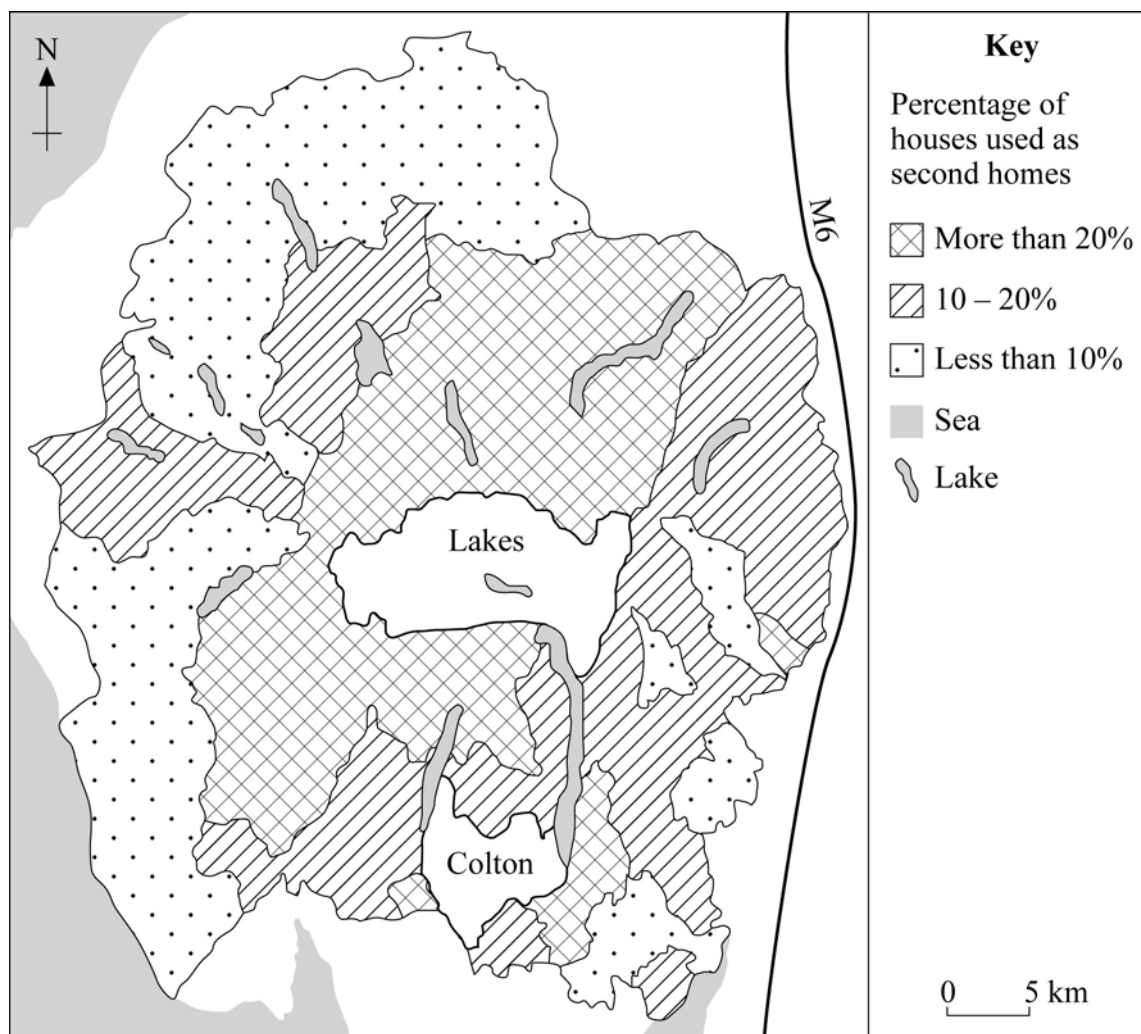 N
Lakes
Colton
M6
Key
Percentage of
houses used as
second homes
More than 20%
10 – 20%
Less than 10%
Sea
Lake
0 5 km